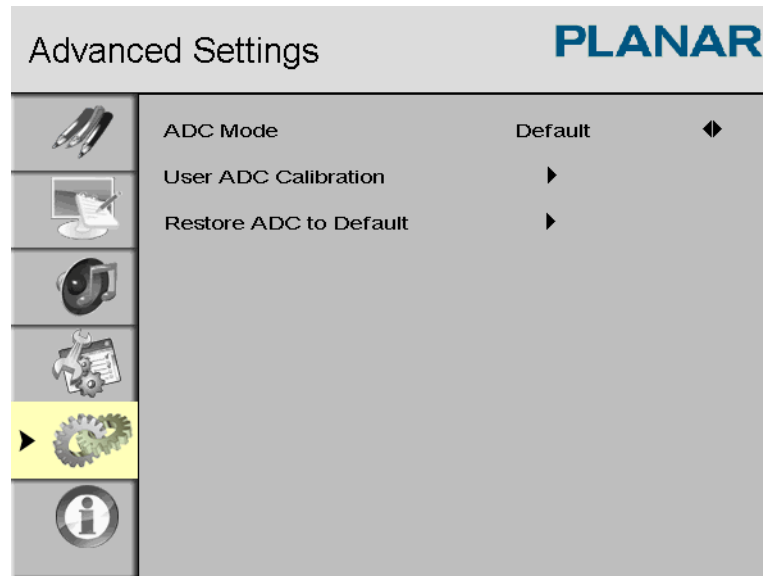 Advanced Settings
PLANAR
ADC Mode Default
User ADC Calibration
Restore ADC to Default